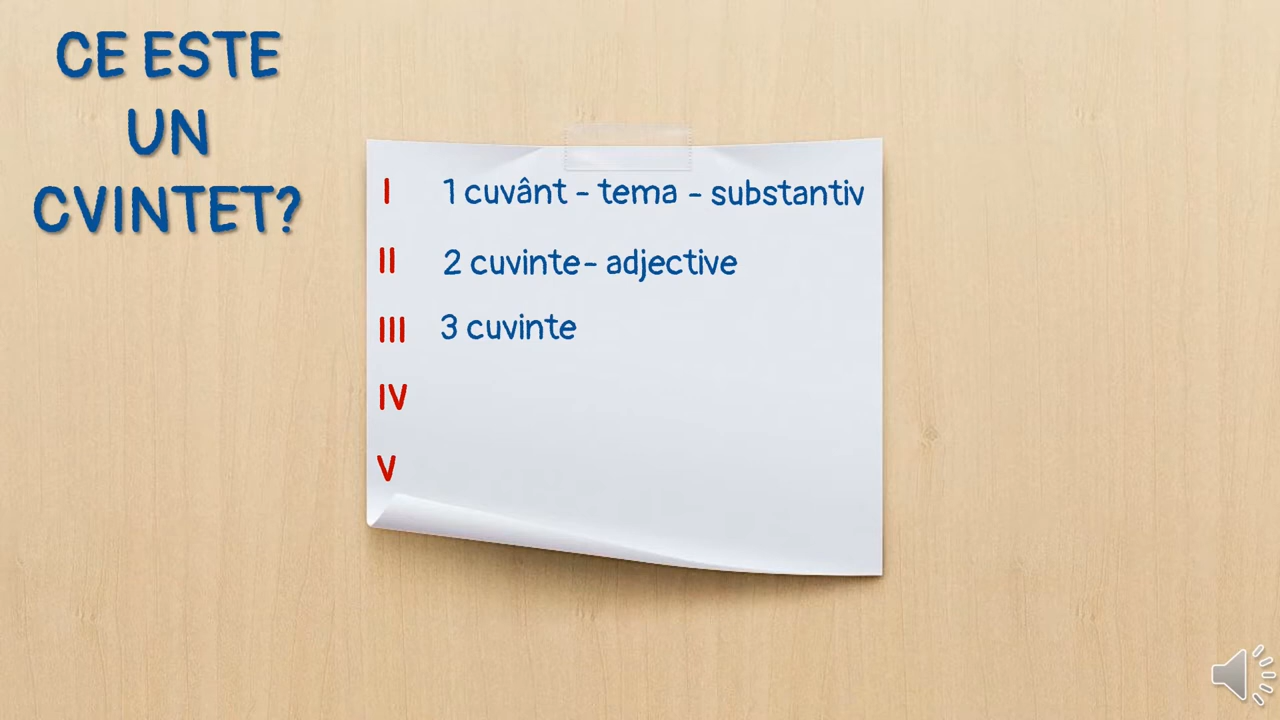 CE ESTE
UN
CVINTET?
I 1 cuvânt - tema - substantiv
II 2 cuvinte- adjective
III 3 cuvinte
IV
V